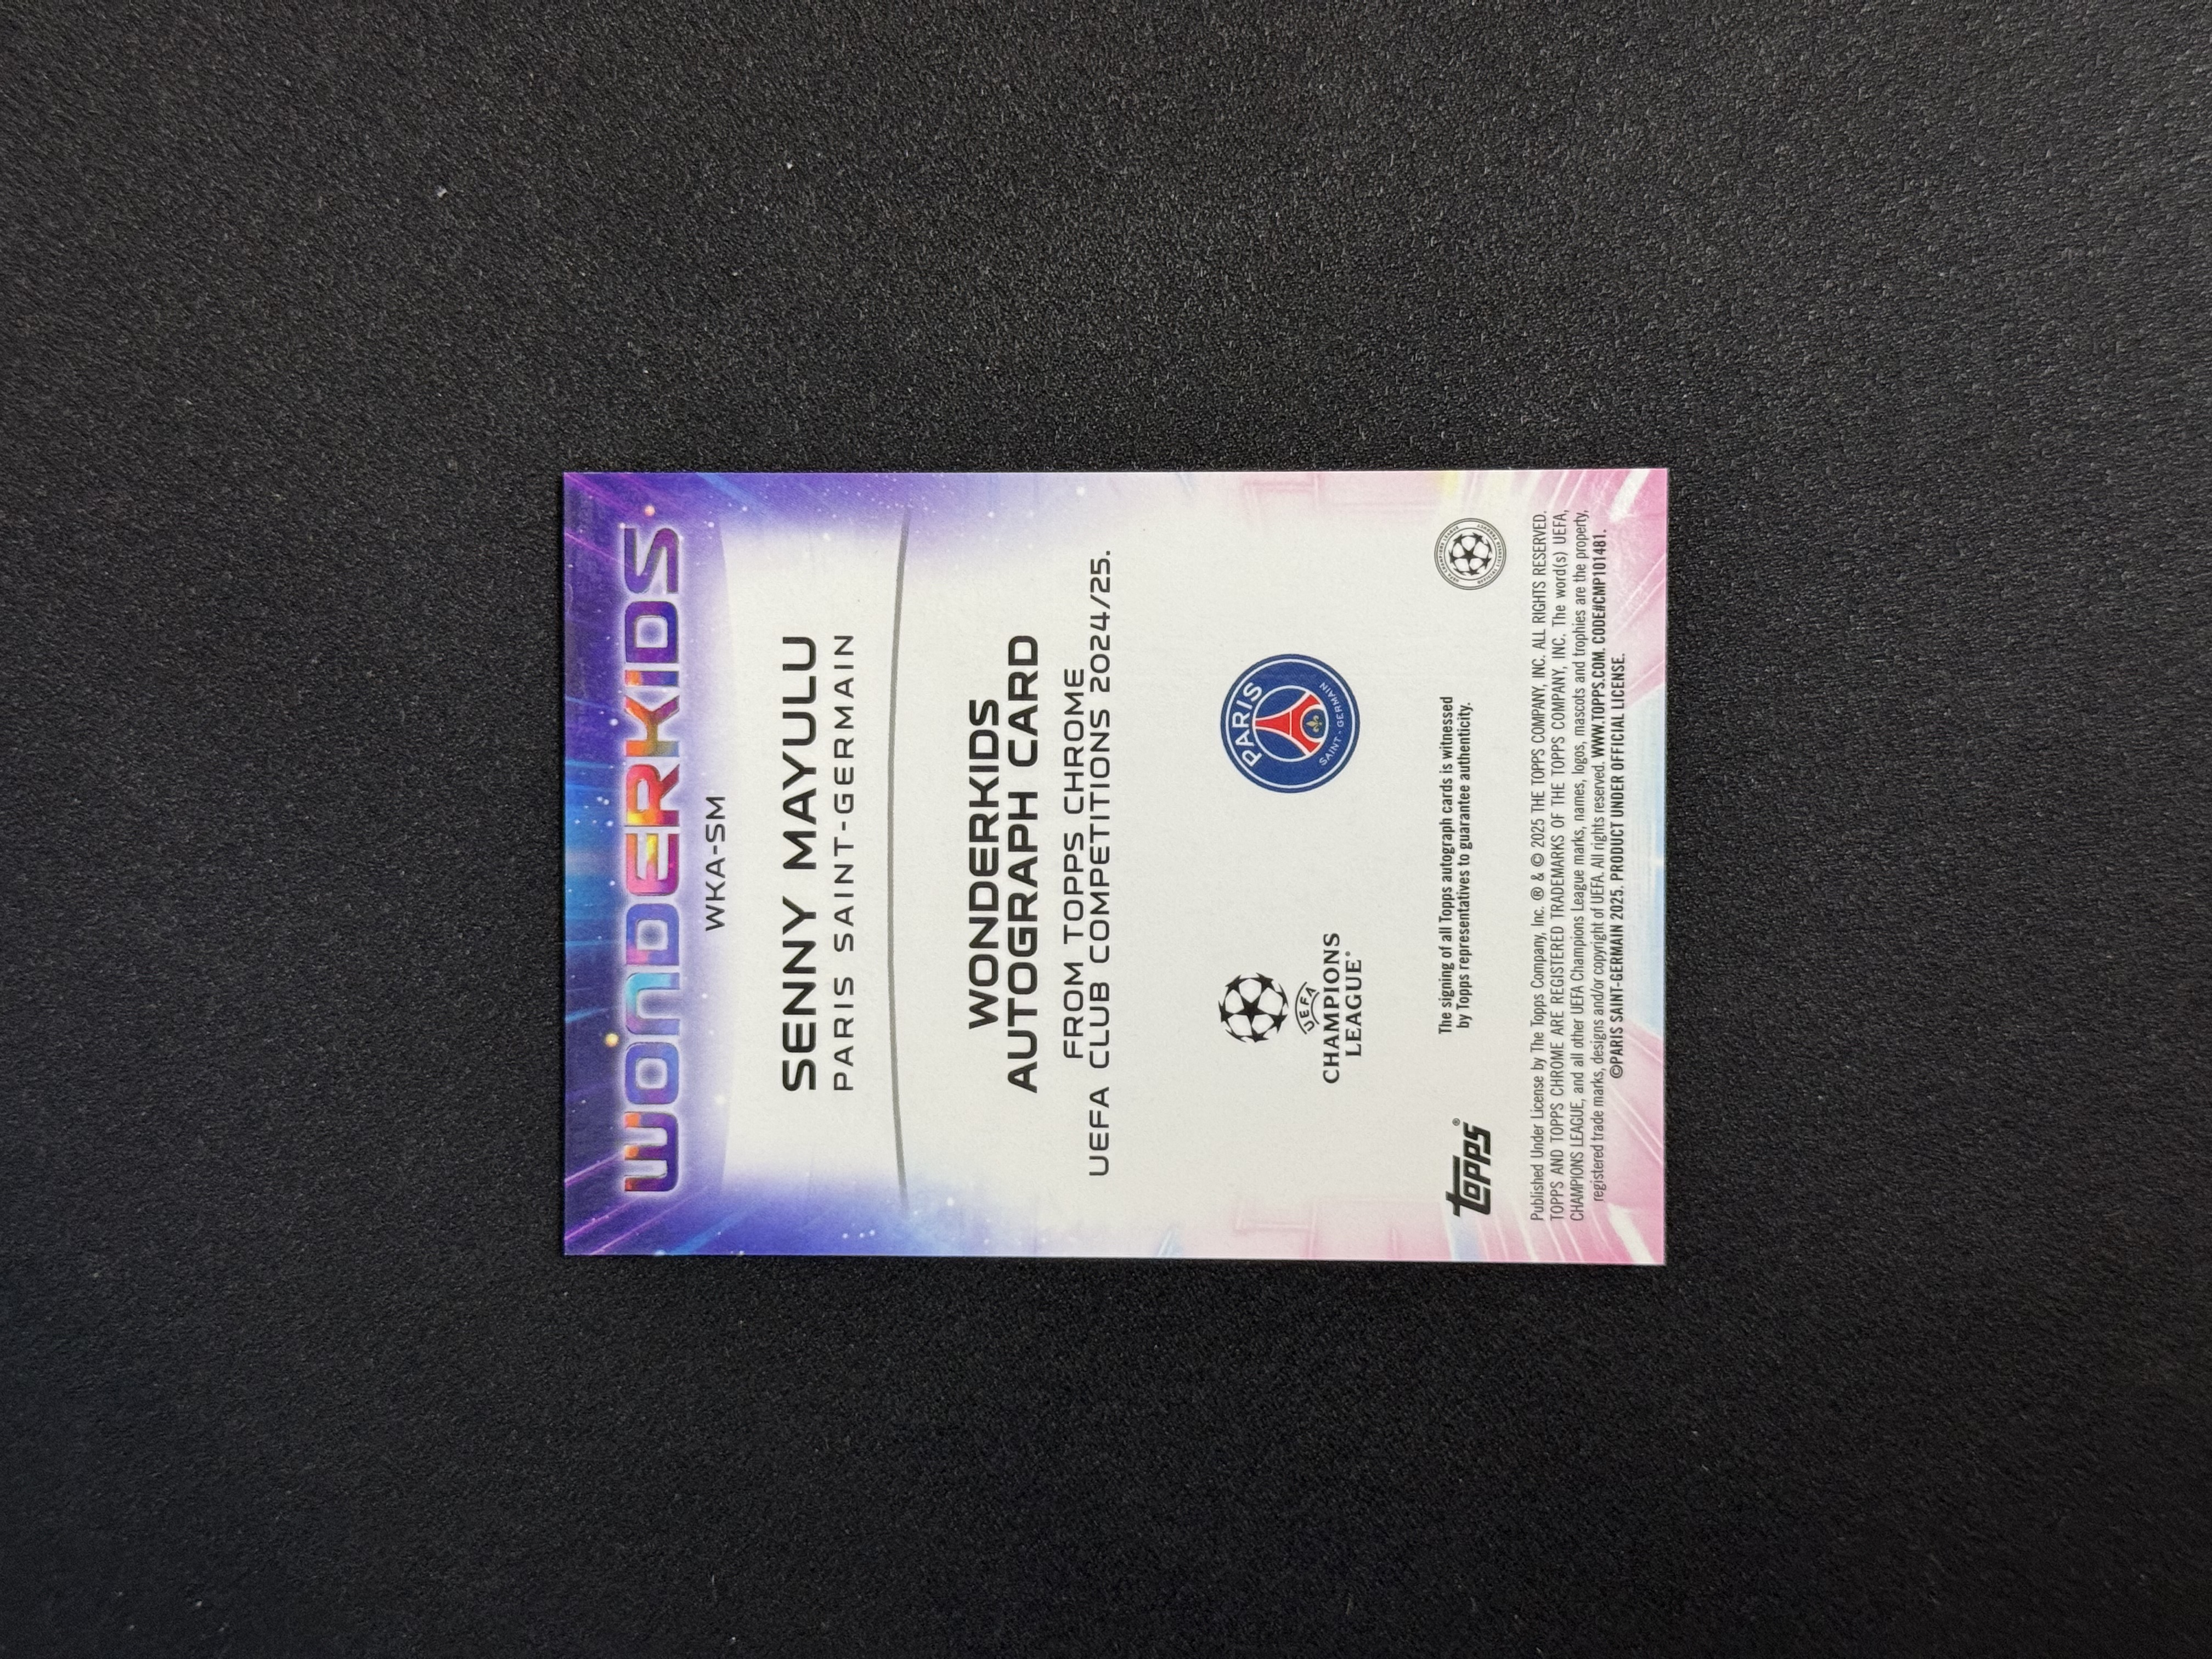 WONDERKIDS
WKA-SM
SENNY MAYULU
PARIS SAINT-GERMAIN
WONDERKIDS
AUTOGRAPH CARD
FROM TOPPS CHROME
UEFA CLUB COMPETITIONS 2024/25.
UEFA
CHAMPIONS
LEAGUE®
PARIS
SAINT-GERMAIN
topps®
The signing of all Topps autograph cards is witnessed
by Topps representatives to guarantee authenticity.
Published Under License by The Topps Company, Inc. ® & © 2025 THE TOPPS COMPANY, INC. ALL RIGHTS RESERVED.
TOPPS AND TOPPS CHROME ARE REGISTERED TRADEMARKS OF THE TOPPS COMPANY, INC. The word(s) UEFA,
CHAMPIONS LEAGUE, and all other UEFA Champions League marks, names, logos, mascots and trophies are the property,
registered trade marks, designs and/or copyright of UEFA. All rights reserved. WWW.TOPPS.COM. CODE#CMP101481.
©PARIS SAINT-GERMAIN 2025. PRODUCT UNDER OFFICIAL LICENSE.